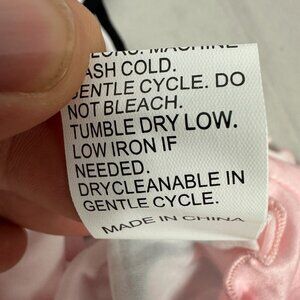 MACHINE
ASH COLD.
GENTLE CYCLE. DO
NOT BLEACH.
TUMBLE DRY LOW.
LOW IRON IF
NEEDED.
DRYCLEANABLE IN
GENTLE CYCLE.
MADE IN CHINA